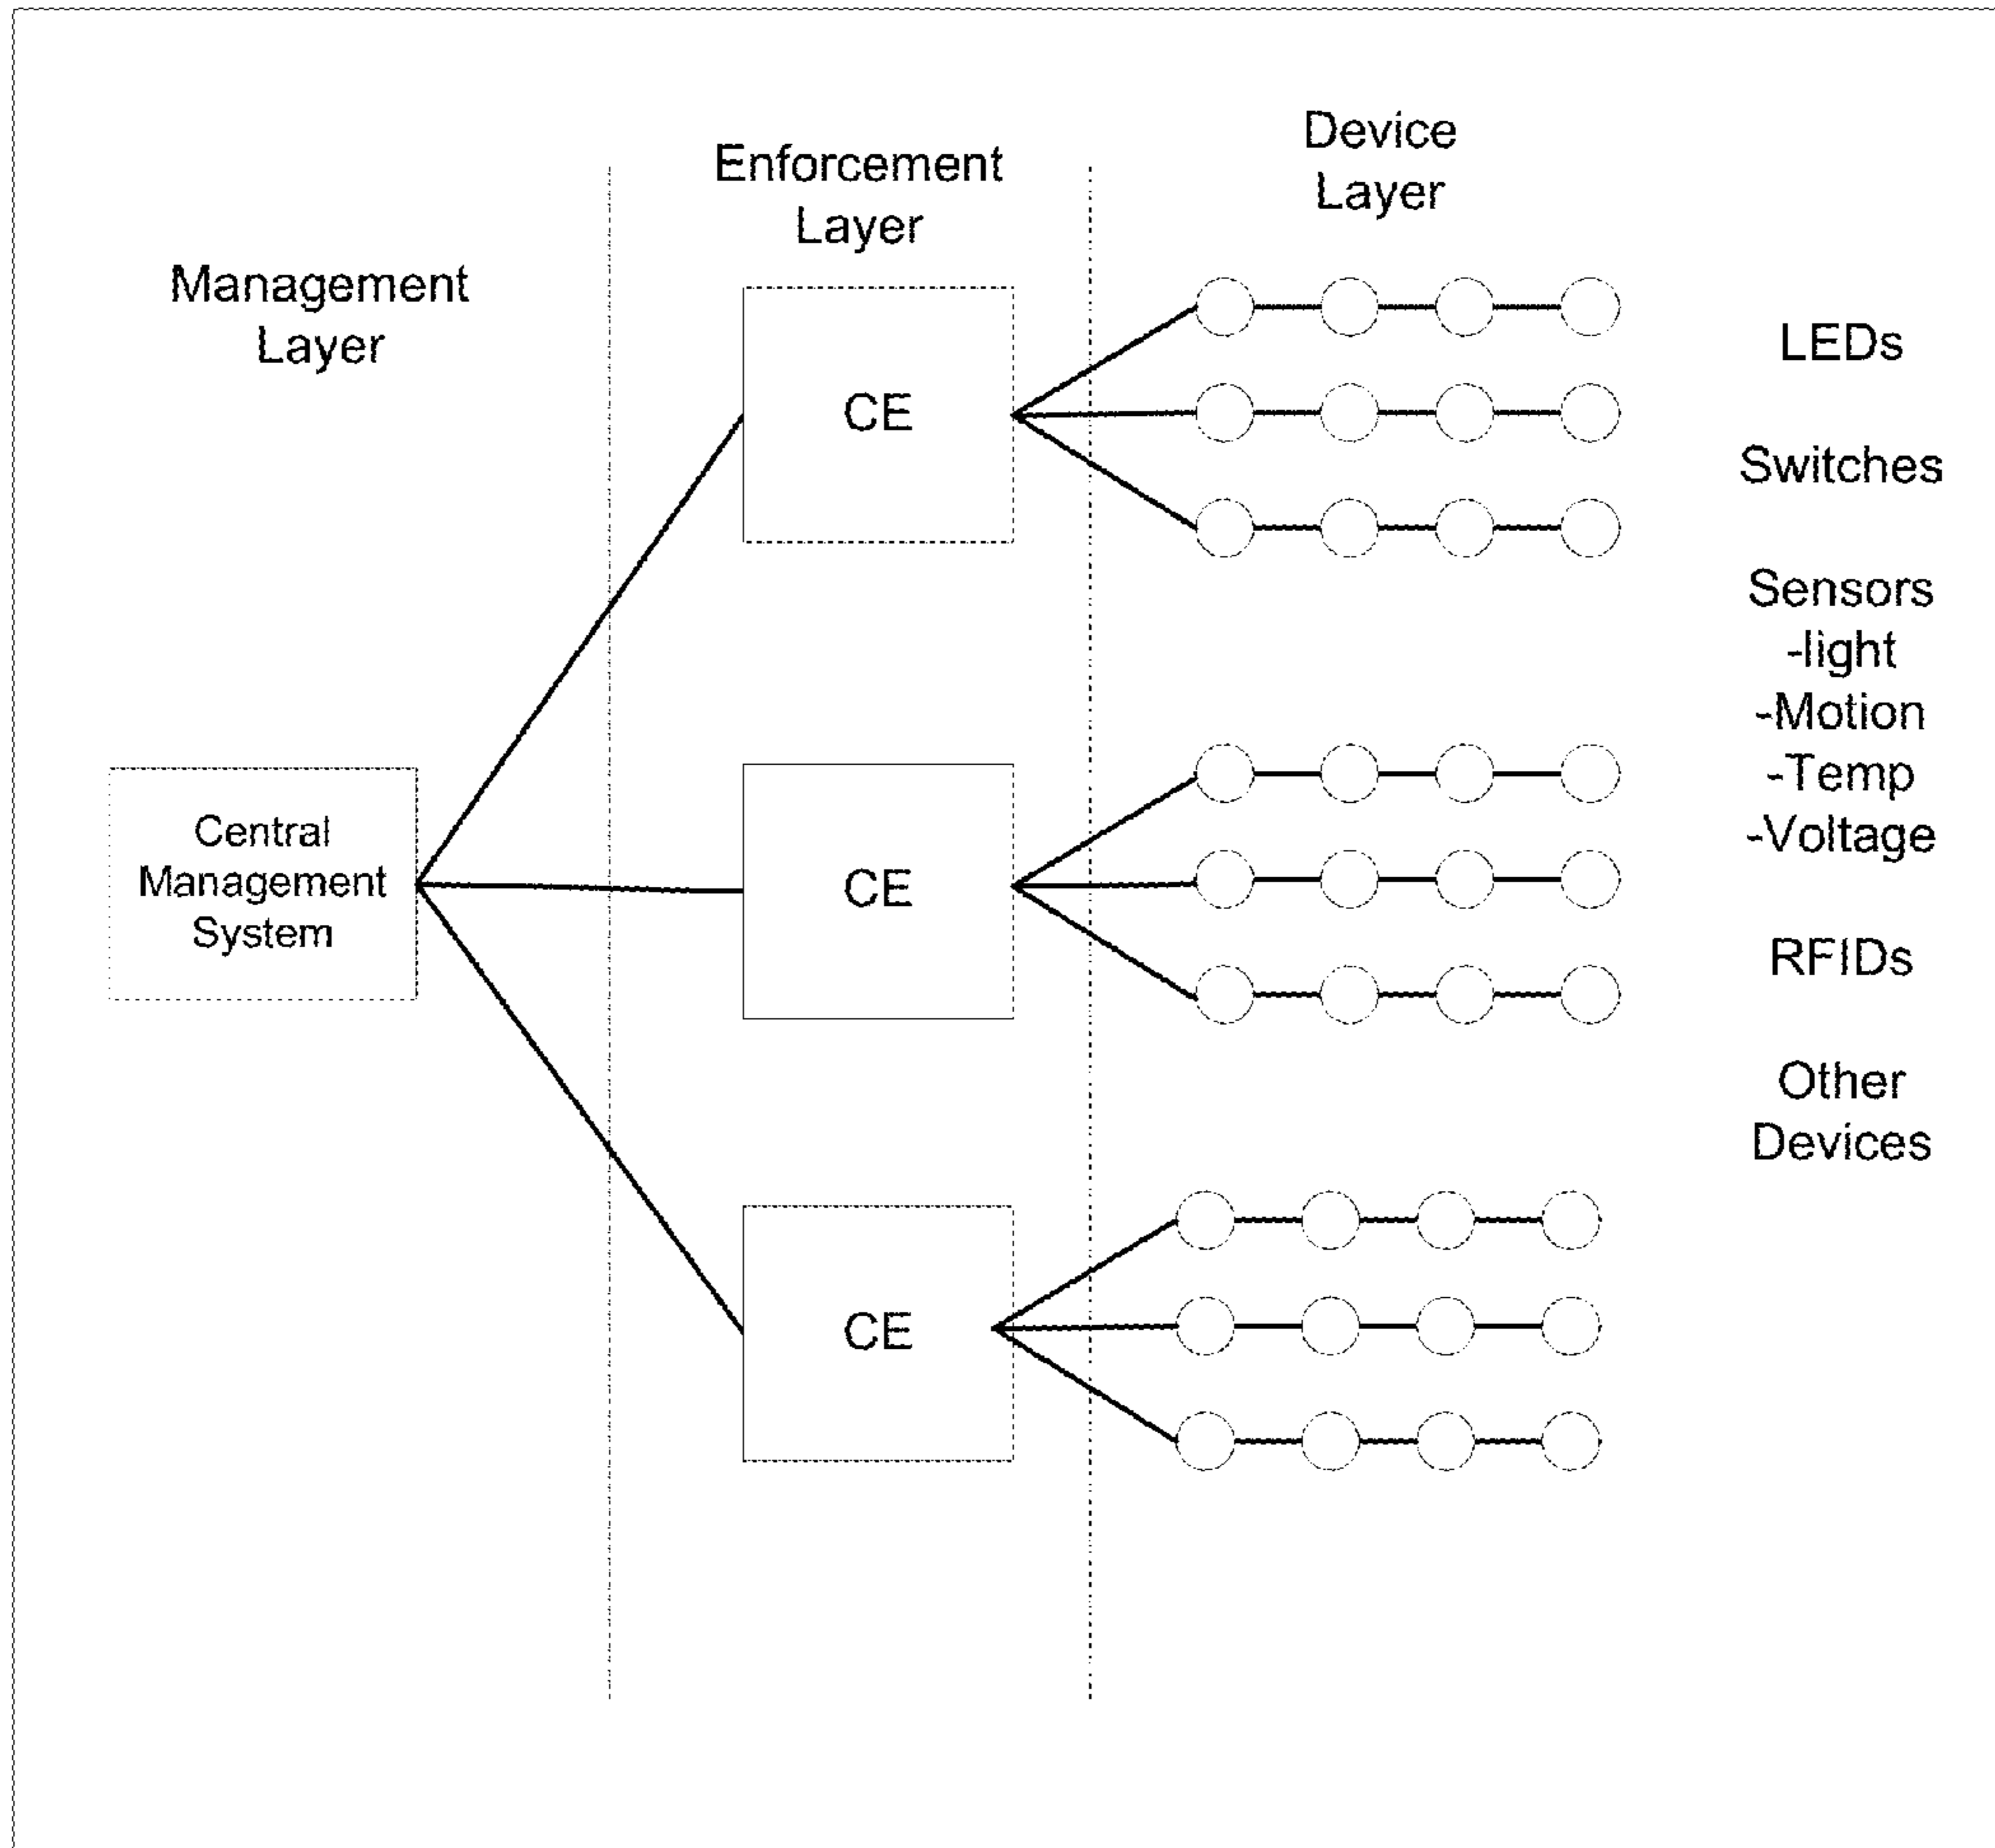 Management
Layer
Enforcement
Layer
Device
Layer
Central
Management
System
CE
CE
CE
LEDs
Switches
Sensors
-light
-Motion
-Temp
-Voltage
RFIDs
Other
Devices